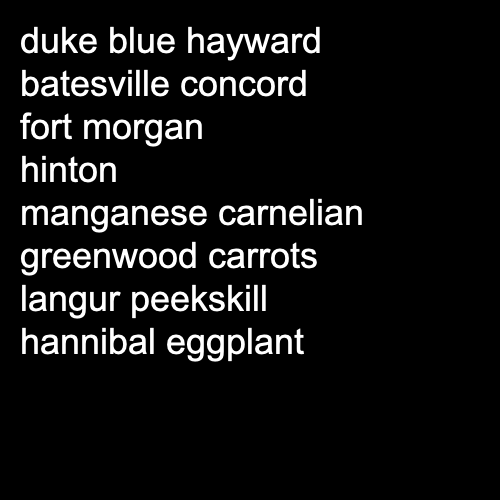 duke blue hayward
batesville concord
fort morgan
hinton
manganese carnelian
greenwood carrots
langur peekskill
hannibal eggplant